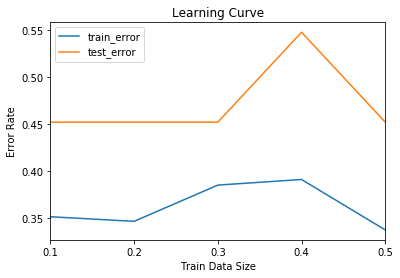 Learning Curve
train_error
test_error
0.55
0.50
0.45
0.40
0.35
Error Rate
0.1
0.2
0.3
0.4
0.5
Train Data Size